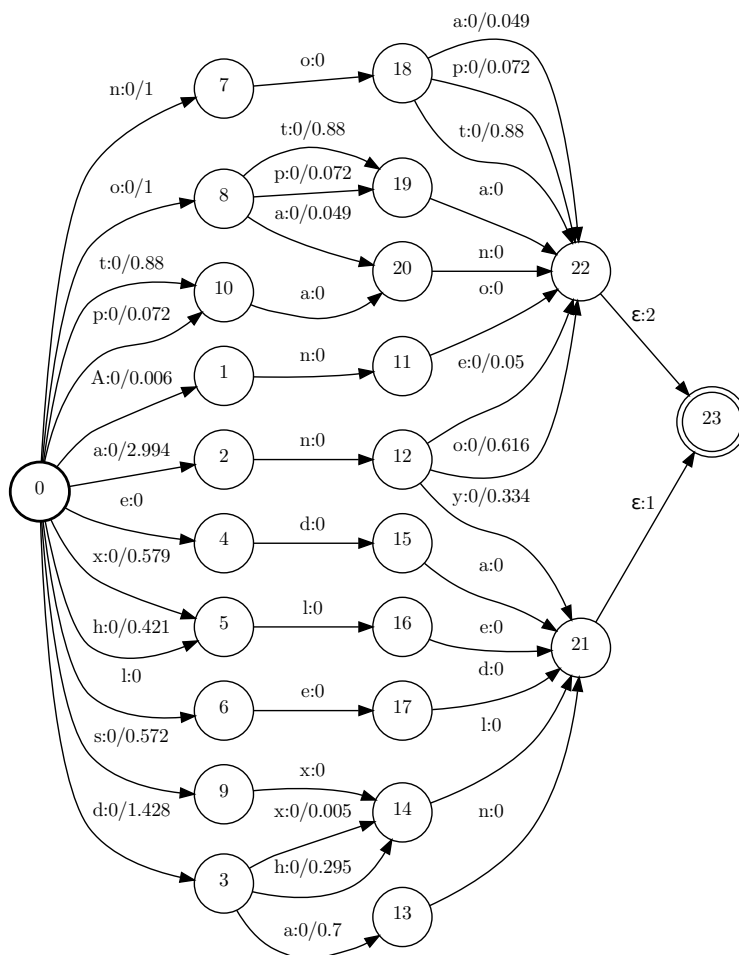 a:0/0.049
p:0/0.072
t:0/0.88
n:0/1
7
o:0
18
o:0/1
8
t:0/0.88
p:0/0.072
a:0/0.049
19
a:0
t:0/0.88
p:0/0.072
10
a:0
20
n:0
o:0
22
A:0/0.006
1
n:0
11
e:0/0.05
ε:2
a:0/2.994
2
n:0
12
o:0/0.616
y:0/0.334
23
0
e:0
4
d:0
15
a:0
ε:1
x:0/0.579
h:0/0.421
5
l:0
16
e:0
21
l:0
6
e:0
17
d:0
s:0/0.572
9
x:0
14
l:0
d:0/1.428
3
x:0/0.005
h:0/0.295
a:0/0.7
13
n:0